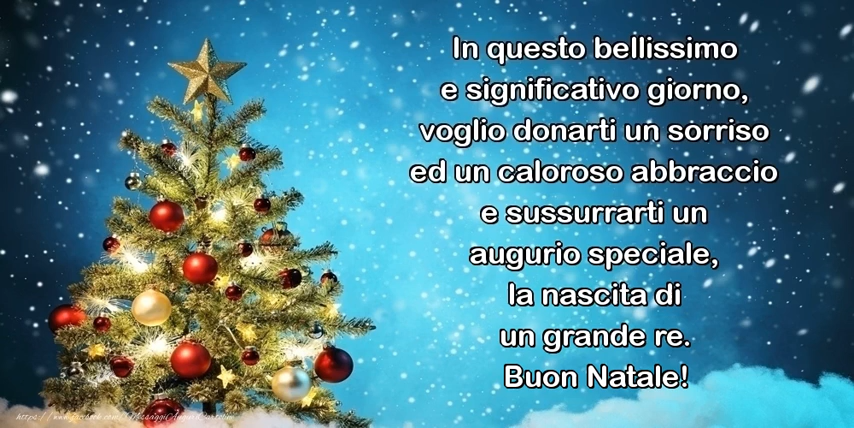 In questo bellissimo
e significativo giorno,
voglio donarti un sorriso
ed un caloroso abbraccio
e sussurrarti un
augurio speciale,
la nascita di
un grande re.
Buon Natale!